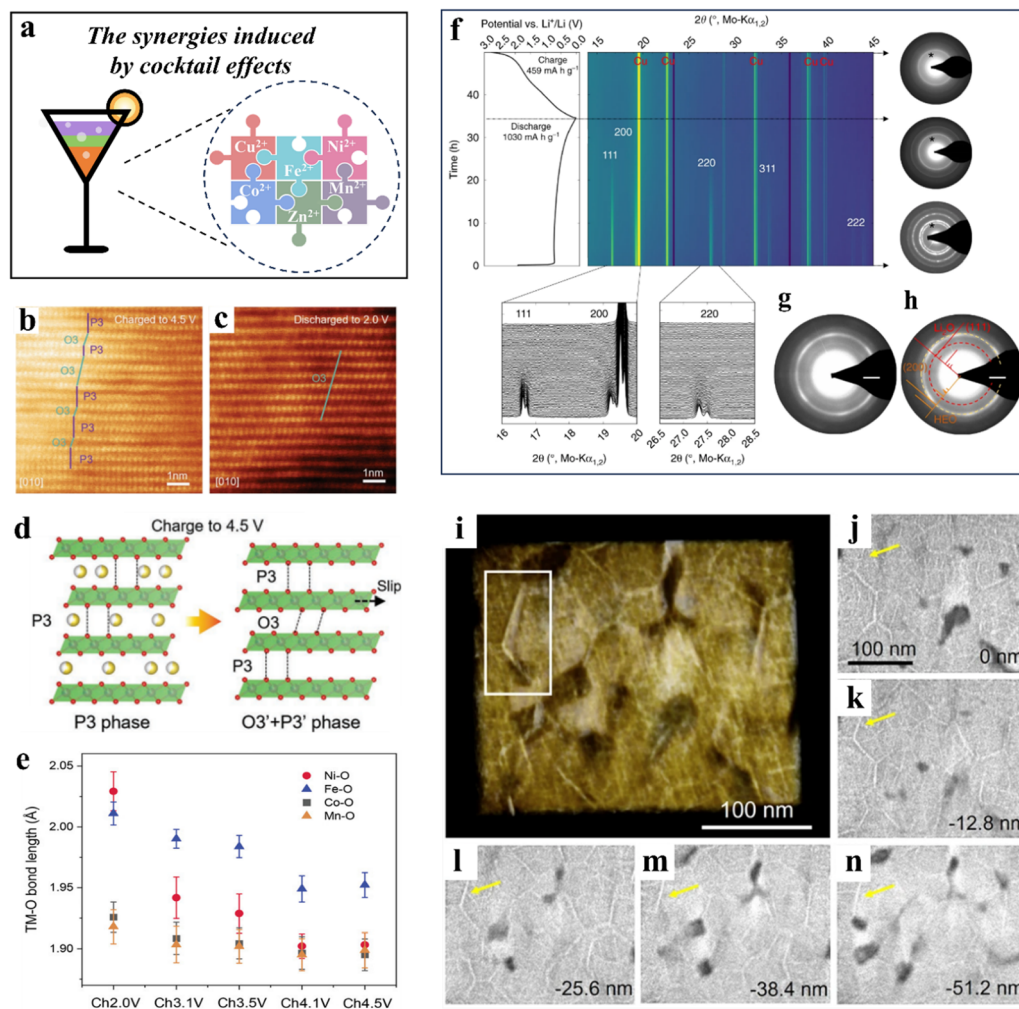 a
The synergies induced
by cocktail effects
Cu²⁺
Fe²⁺
Ni²⁺
Co²⁺
Zn²⁺
Mn²⁺
b
Charged to 4.5 V
P3
O3
P3
O3
P3
O3
P3
O3
P3
[010]
1nm
c
Discharged to 2.0 V
O3
[010]
1nm
d
Charge to 4.5 V
P3
P3
O3
P3
Slip
P3 phase
O3'+P3' phase
e
TM-O bond length (Å)
2.05
2.00
1.95
1.90
Ni-O
Fe-O
Co-O
Mn-O
Ch2.0V Ch3.1V Ch3.5V Ch4.1V Ch4.5V
f
Potential vs. Li⁺/Li (V)
3.0 2.5 2.0 1.5 1.0 0.5 0.0
2θ (°, Mo-Kα₁,₂)
15 20 25 30 35 40 45
Charge
459 mA h g⁻¹
Discharge
1030 mA h g⁻¹
Time (h)
40
20
0
Cu Cu Cu Cu Cu
200
111
220
311
222
111 200
220
16 17 18 19 20
2θ (°, Mo-Kα₁,₂)
26.5 27.0 27.5 28.0 28.5
2θ (°, Mo-Kα₁,₂)
g
h
(111)
(200)
HEO
i
100 nm
j
100 nm
0 nm
k
-12.8 nm
l
-25.6 nm
m
-38.4 nm
n
-51.2 nm